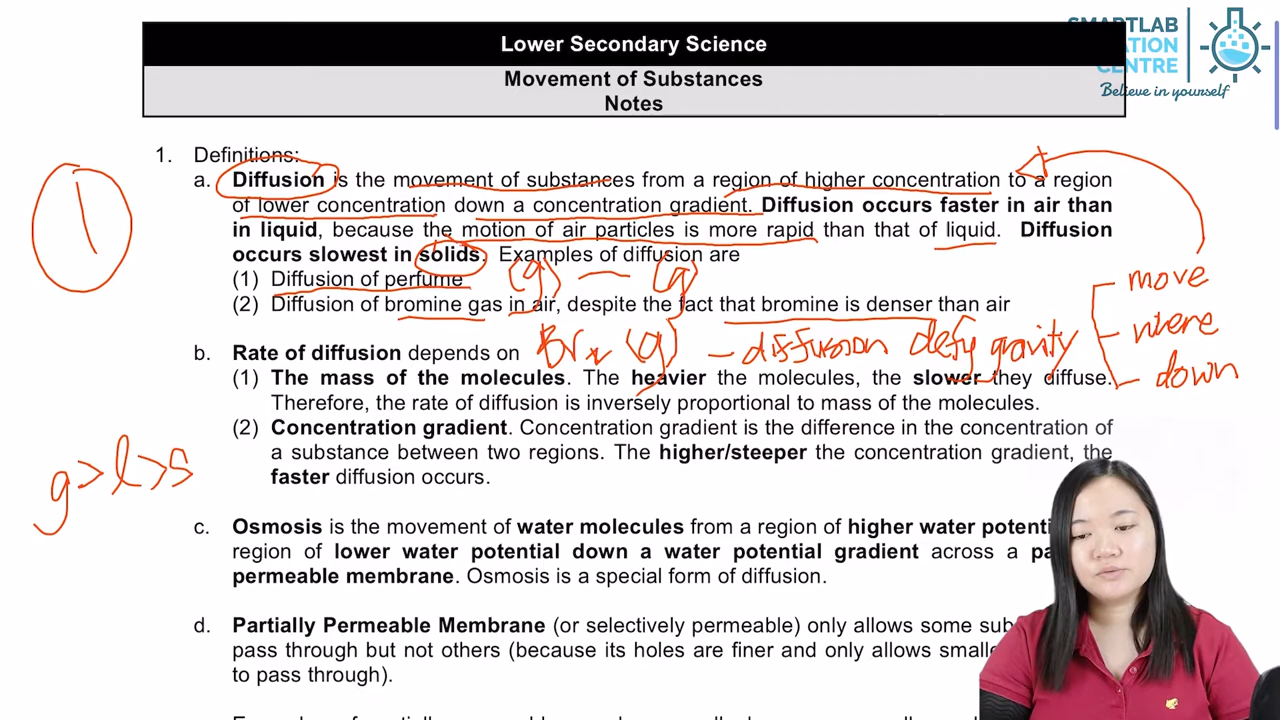 SMARTLAB
Lower Secondary Science
CENTRE
Believe in yourself
Movement of Substances
Notes
1. Definitions:
a. Diffusion is the movement of substances from a region of higher concentration to a region
of lower concentration down a concentration gradient. Diffusion occurs faster in air than
in liquid, because the motion of air particles is more rapid than that of liquid. Diffusion
occurs slowest in solids. Examples of diffusion are
(1) Diffusion of perfume
(g) — (g)
(2) Diffusion of bromine gas in air, despite the fact that bromine is denser than air
Br₂ (g) - diffusion defy gravity
move
where
down
1
b. Rate of diffusion depends on
(1) The mass of the molecules. The heavier the molecules, the slower they diffuse.
Therefore, the rate of diffusion is inversely proportional to mass of the molecules.
(2) Concentration gradient. Concentration gradient is the difference in the concentration of
a substance between two regions. The higher/steeper the concentration gradient, the
faster diffusion occurs.
g>l>s
c. Osmosis is the movement of water molecules from a region of higher water
region of lower water potential down a water potential gradient across a
permeable membrane. Osmosis is a special form of diffusion.
d. Partially Permeable Membrane (or selectively permeable) only allows some
pass through but not others (because its holes are finer and only allows
to pass through).